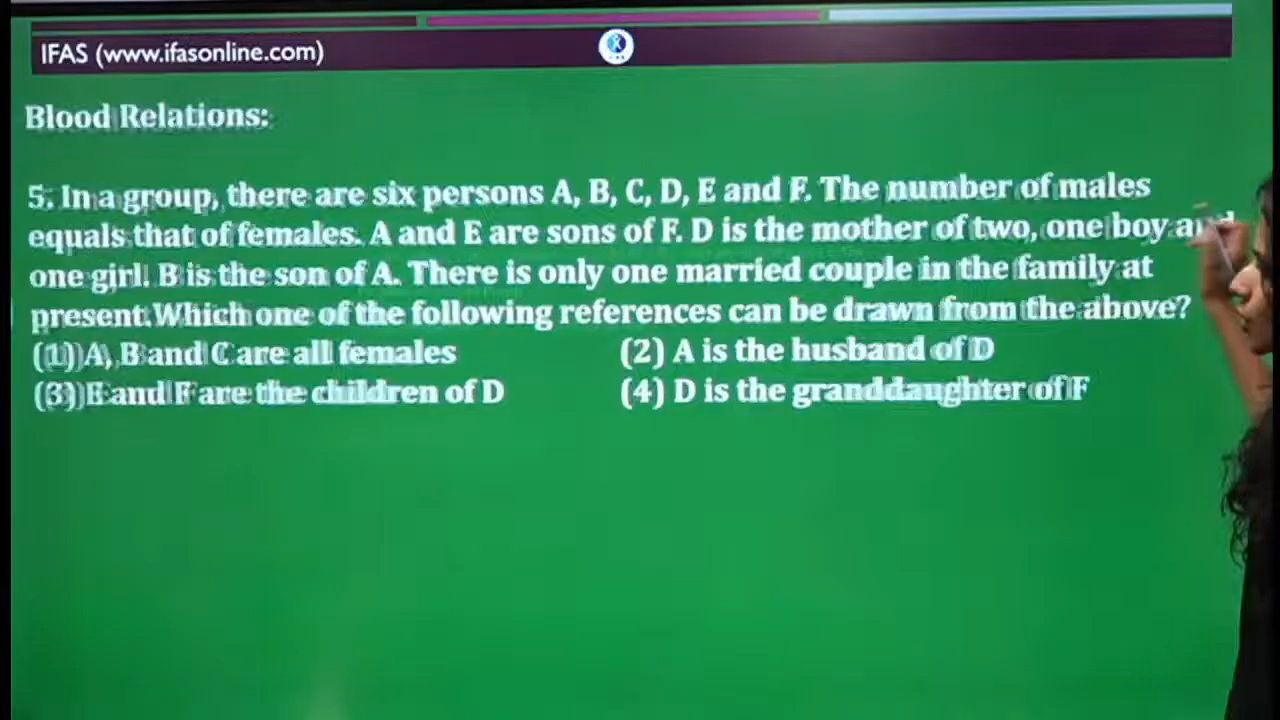 IFAS (www.ifasonline.com)
Blood Relations:
5. In a group, there are six persons A, B, C, D, E and F. The number of males
equals that of females. A and E are sons of F. D is the mother of two, one boy
one girl. B is the son of A. There is only one married couple in the family at
present.Which one of the following references can be drawn from the above?
(1) A, B and C are all females (2) A is the husband of D
(3) E and F are the children of D (4) D is the granddaughter of F